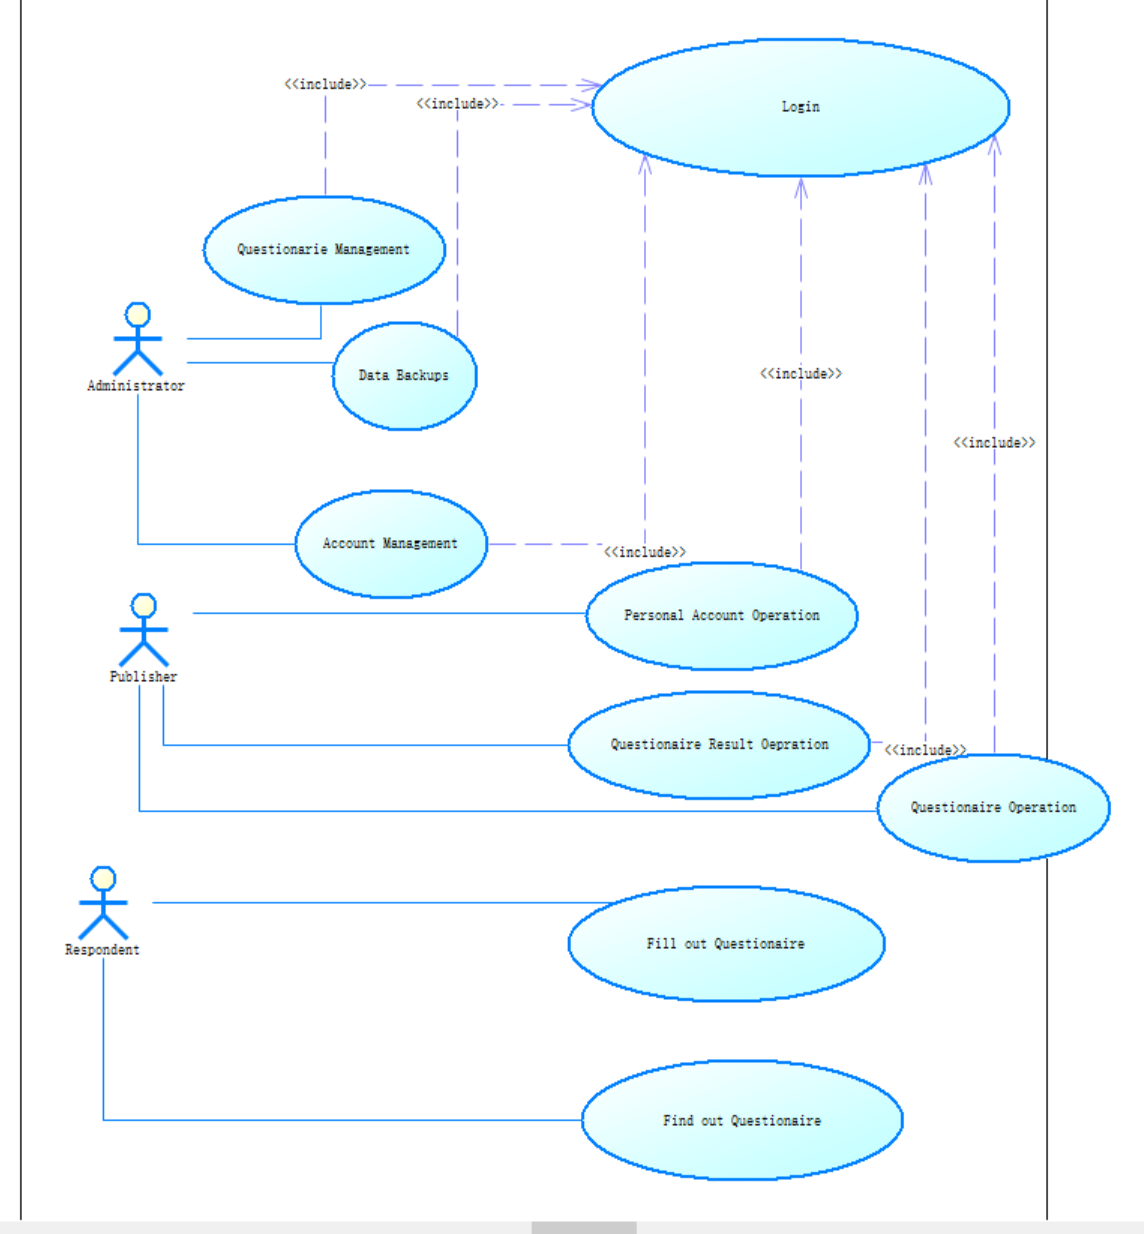 <<include>>
<<include>>
Login
Questionarie Management
Administrator
Data Backups
<<include>>
<<include>>
Account Management
<<include>>
Personal Account Operation
Publisher
Questionaire Result Oepration
<<include>>
Questionaire Operation
Respondent
Fill out Questionaire
Find out Questionaire